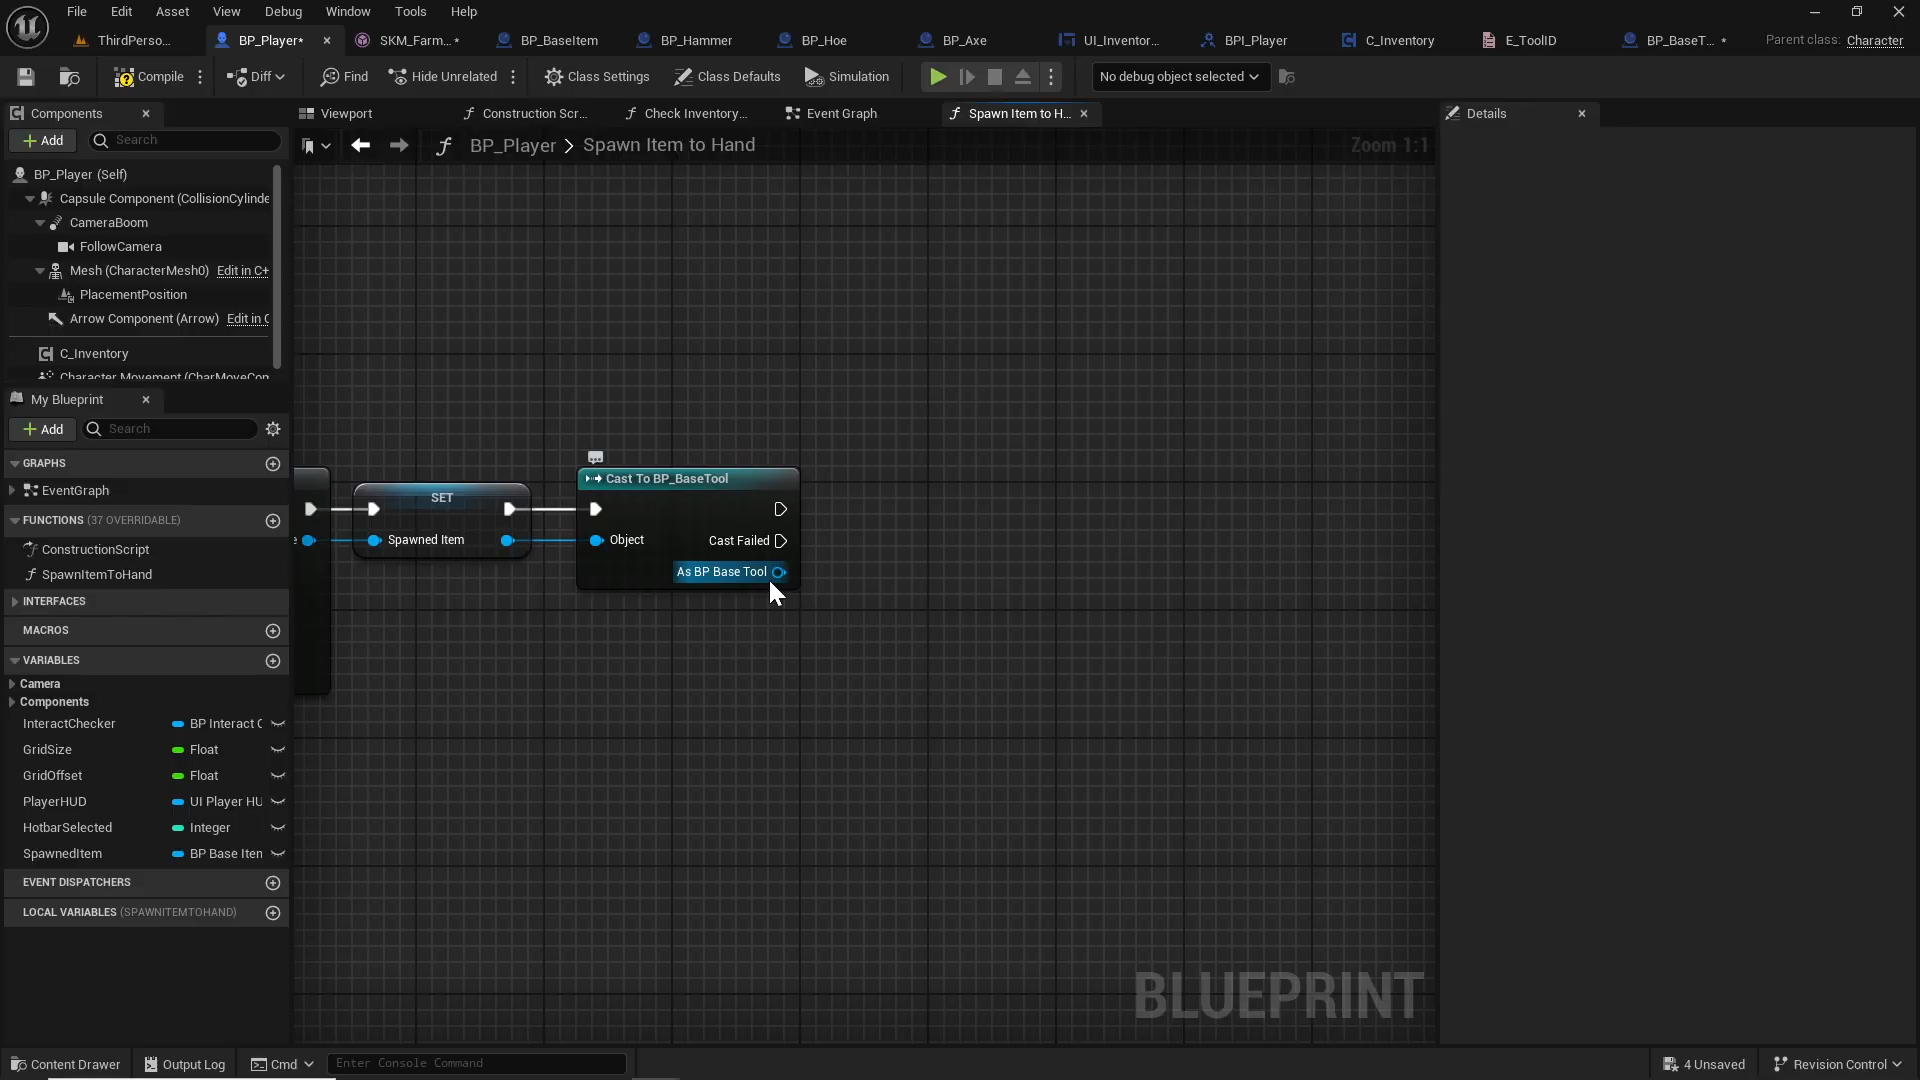 File Edit Asset View Debug Window Tools Help
ThirdPerso... BP_Player* SKM_Farm...* BP_BaseItem BP_Hammer BP_Hoe BP_Axe UI_Inventor... BPI_Player C_Inventory E_ToolID BP_BaseT... * Parent class: Character
Compile Diff Find Hide Unrelated Class Settings Class Defaults Simulation No debug object selected
Components
Add Search
BP_Player (Self)
Capsule Component (CollisionCylinde
CameraBoom
FollowCamera
Mesh (CharacterMesh0) Edit in C+
PlacementPosition
Arrow Component (Arrow) Edit in C
C_Inventory
Character Movement (CharMoveCon
My Blueprint
Add Search
GRAPHS
EventGraph
FUNCTIONS (37 OVERRIDABLE)
ConstructionScript
SpawnItemToHand
INTERFACES
MACROS
VARIABLES
Camera
Components
InteractChecker BP Interact C
GridSize Float
GridOffset Float
PlayerHUD UI Player HU
HotbarSelected Integer
SpawnedItem BP Base Iten
EVENT DISPATCHERS
LOCAL VARIABLES (SPAWNITEMTOHAND)
Viewport Construction Scr... Check Inventory... Event Graph Spawn Item to H...
BP_Player > Spawn Item to Hand Zoom 1:1
SET
e Spawned Item
Cast To BP_BaseTool
Object Cast Failed
As BP Base Tool
BLUEPRINT
Details
Content Drawer Output Log Cmd Enter Console Command 4 Unsaved Revision Control